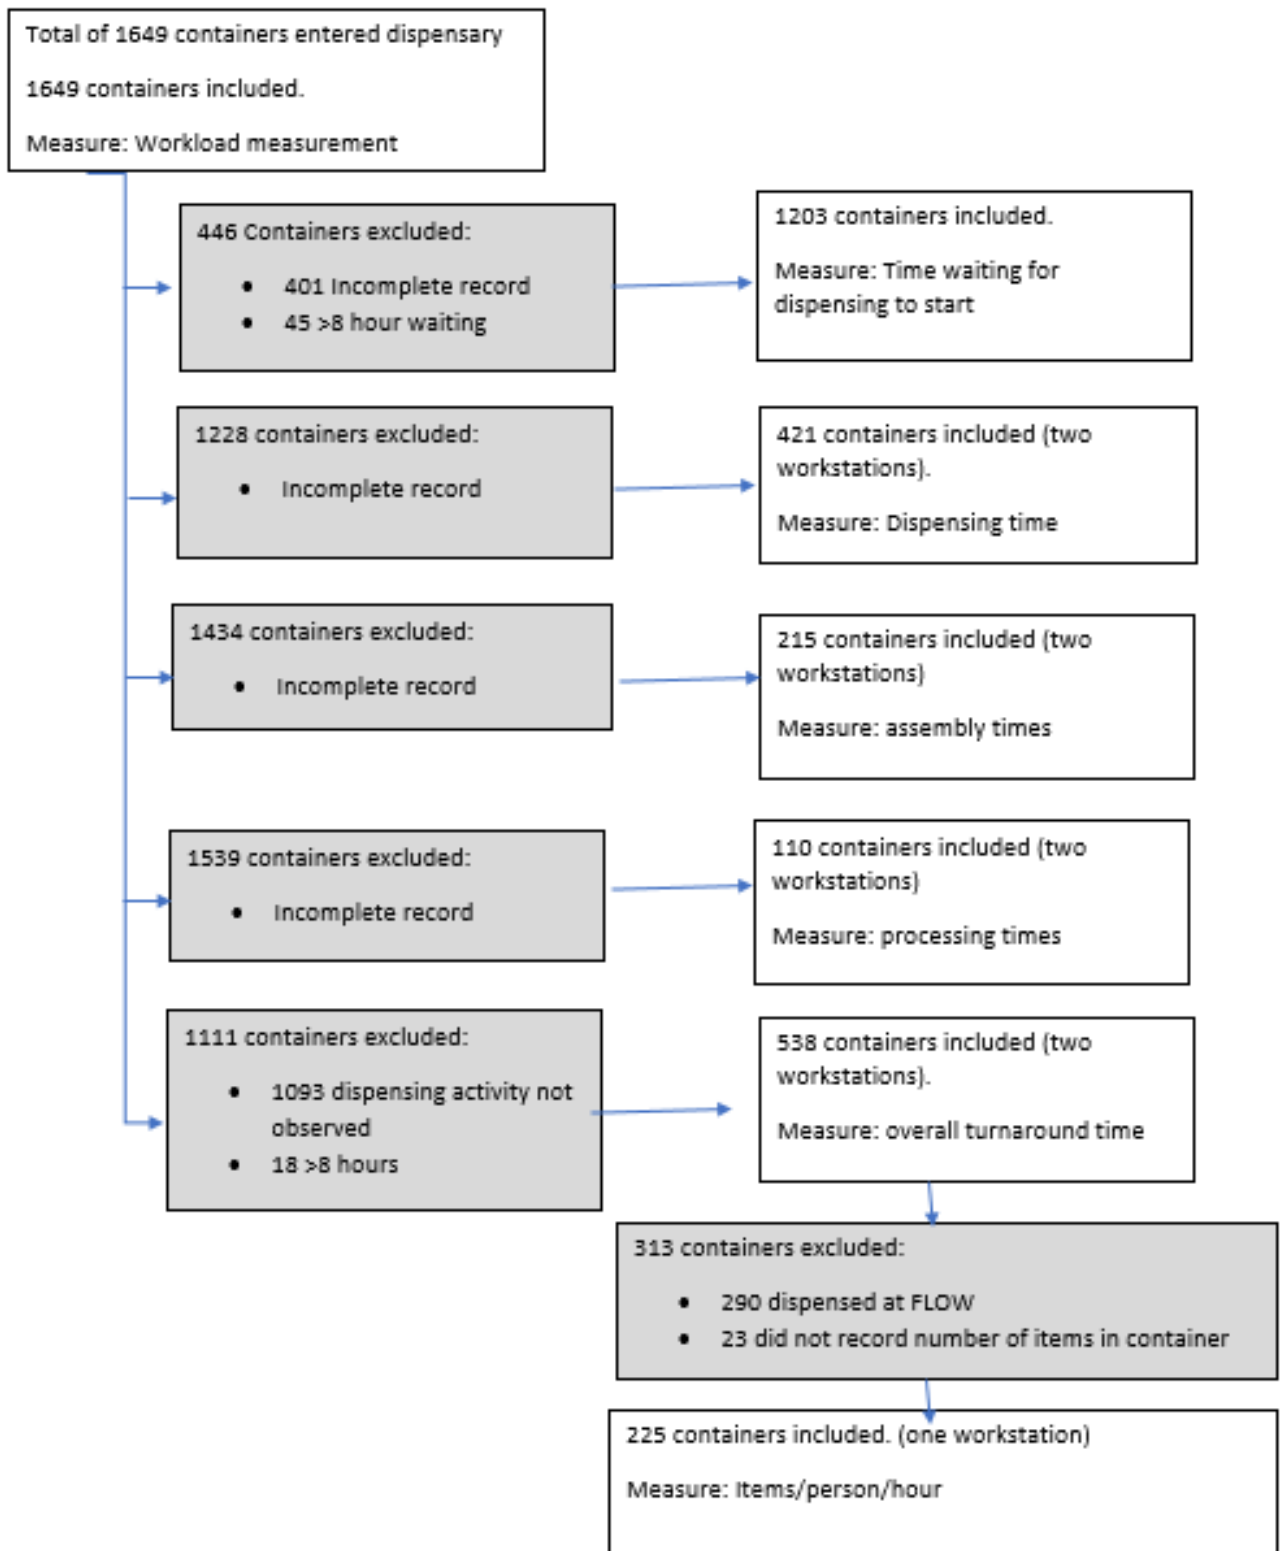 Total of 1649 containers entered dispensary
1649 containers included.
Measure: Workload measurement
446 Containers excluded:
• 401 Incomplete record
• 45 >8 hour waiting
1203 containers included.
Measure: Time waiting for
dispensing to start
1228 containers excluded:
• Incomplete record
421 containers included (two
workstations).
Measure: Dispensing time
1434 containers excluded:
• Incomplete record
215 containers included (two
workstations)
Measure: assembly times
1539 containers excluded:
• Incomplete record
110 containers included (two
workstations)
Measure: processing times
1111 containers excluded:
• 1093 dispensing activity not
observed
• 18 >8 hours
538 containers included (two
workstations).
Measure: overall turnaround time
313 containers excluded:
• 290 dispensed at FLOW
• 23 did not record number of items in container
225 containers included. (one workstation)
Measure: Items/person/hour